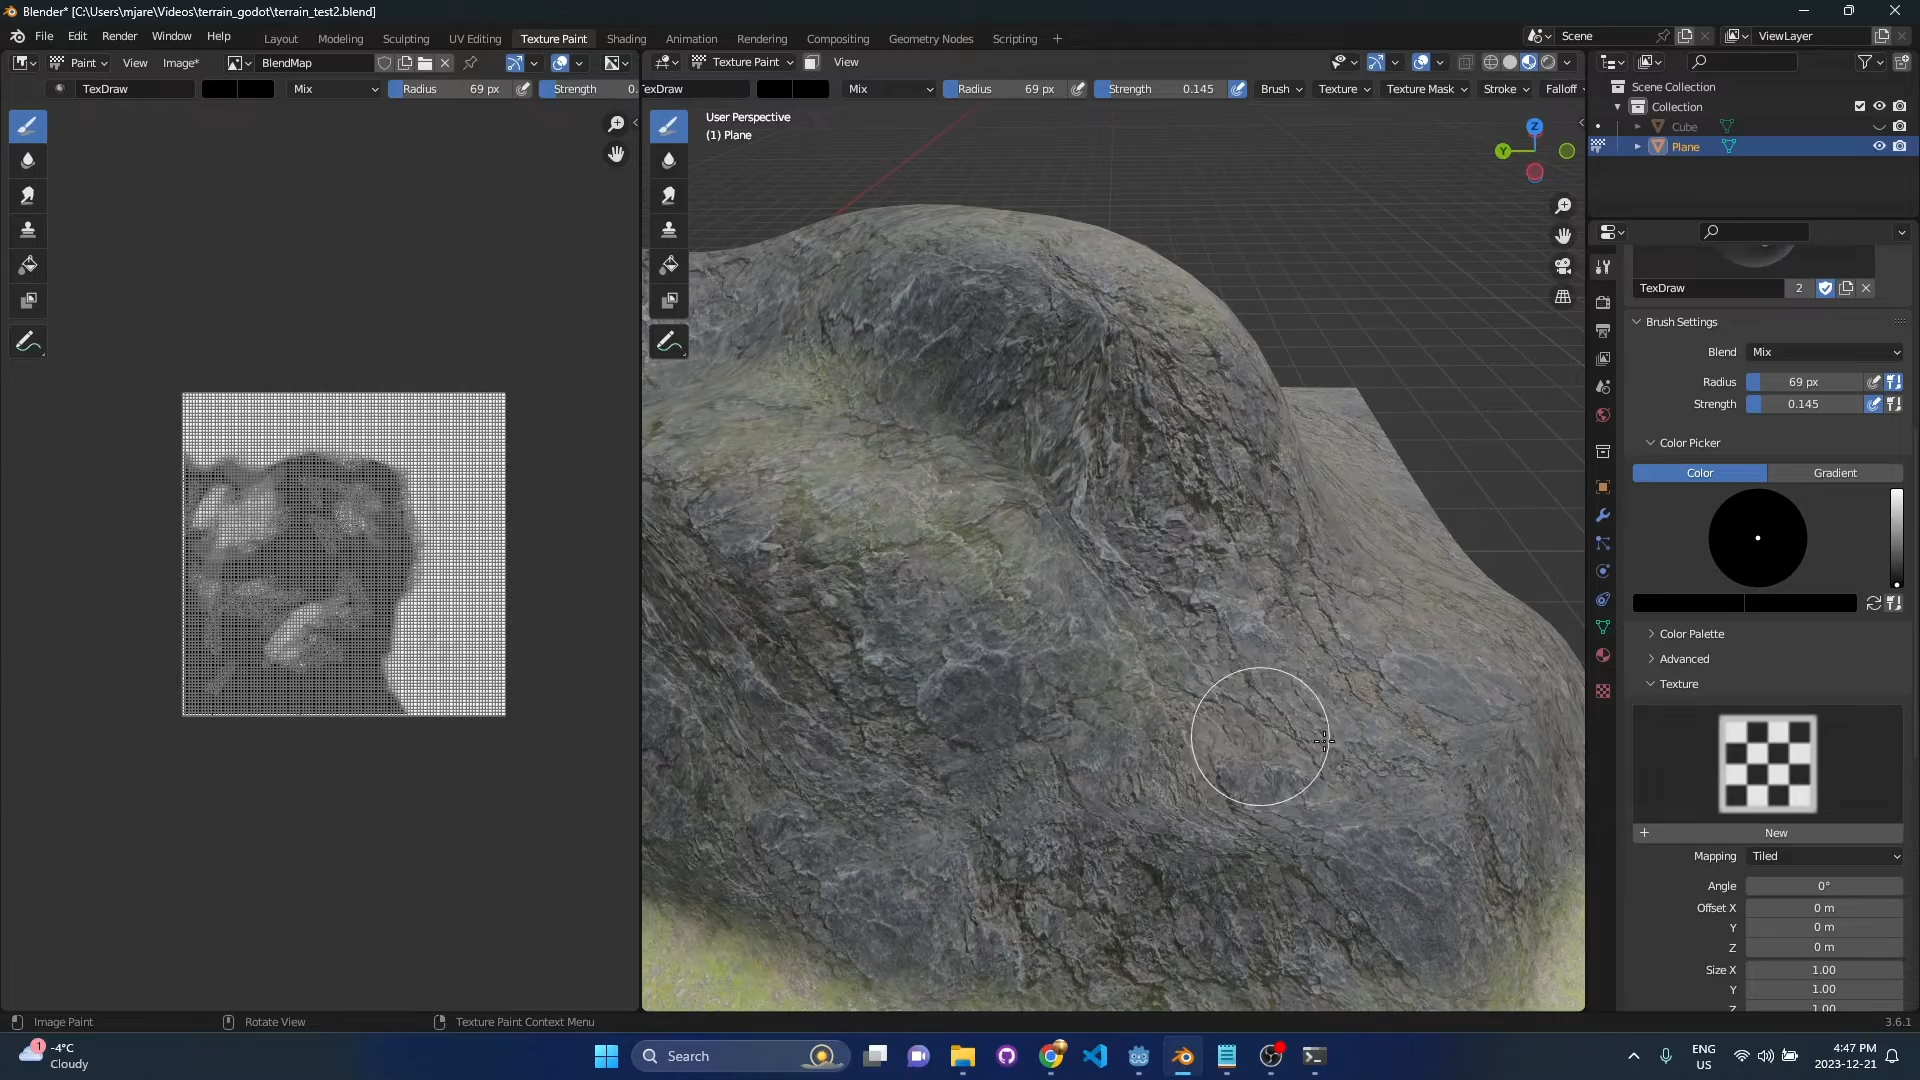 Blender* [C:\Users\mjare\Videos\terrain_godot\terrain_test2.blend]
File Edit Render Window Help
Layout Modeling Sculpting UV Editing Texture Paint Shading Animation Rendering Compositing Geometry Nodes Scripting +
Scene
ViewLayer
Paint View Image* BlendMap
Texture Paint View
TexDraw Mix Radius 69 px Strength 0.
exDraw Mix Radius 69 px Strength 0.145 Brush Texture Texture Mask Stroke Falloff
User Perspective
(1) Plane
Z
Y
Scene Collection
Collection
Cube
Plane
TexDraw 2
Brush Settings
Blend Mix
Radius 69 px
Strength 0.145
Color Picker
Color Gradient
Color Palette
Advanced
Texture
+ New
Mapping Tiled
Angle 0°
Offset X 0 m
Y 0 m
Z 0 m
Size X 1.00
Y 1.00
Z 1.00
Image Paint Rotate View Texture Paint Context Menu
3.6.1
1
-4°C
Cloudy
Search
ENG
US
4:47 PM
2023-12-21